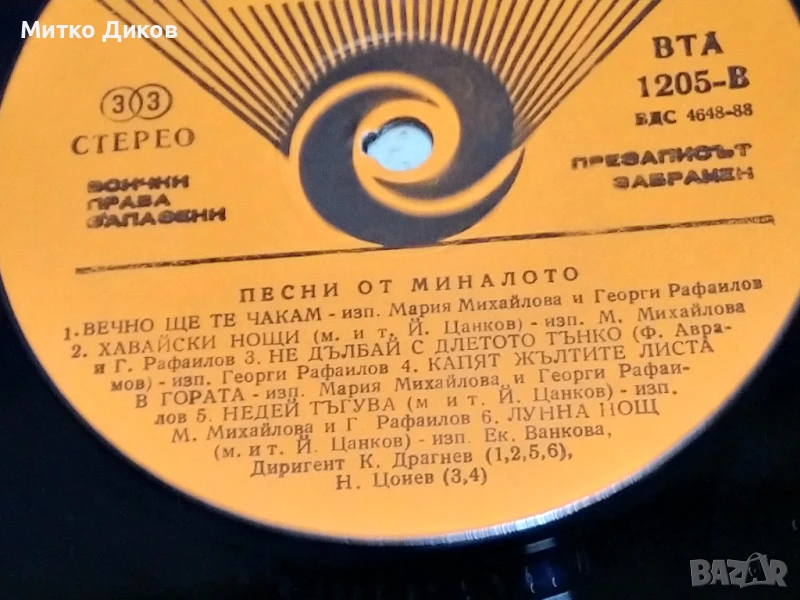 Митко Диков
33
СТЕРЕО
ВСИЧКИ
ПРАВА
ЗАПАЗЕНИ
ВТА
1205-В
БДС 4648-88
ПРЕЗАПИСЪТ
ЗАБРАНЕН
ПЕСНИ ОТ МИНАЛОТО
1. ВЕЧНО ЩЕ ТЕ ЧАКАМ - изп. Мария Михайлова и Георги Рафаилов
2. ХАВАЙСКИ НОЩИ (м. и т. Й. Цанков) - изп. М. Михайлова
и Г. Рафаилов 3. НЕ ДЪЛБАЙ С ДЛЕТОТО ТЪНКО (Ф. Авра-
мов) - изп. Георги Рафаилов 4. КАПЯТ ЖЪЛТИТЕ ЛИСТА
В ГОРАТА - изп. Мария Михайлова и Георги Рафаи-
лов 5. НЕДЕЙ ТЪГУВА (м и т Й. Цанков) - изп.
М. Михайлова и Г Рафаилов 6. ЛУННА НОЩ
(м. и т. Й. Цанков) - изп. Ек. Ванкова,
Диригент К. Драгнев (1,2,5,6),
Н. Цонев (3,4)
BAZAR